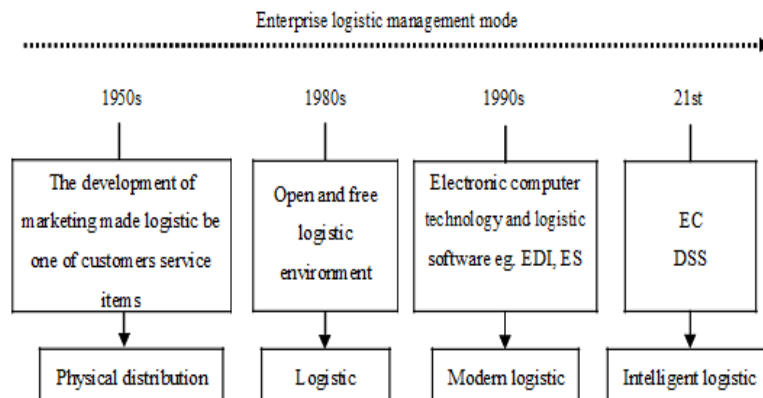 Enterprise logistic management mode
1950s
1980s
1990s
21st
The development of
marketing made logistic be
one of customers service
items
Open and free
logistic
environment
Electronic computer
technology and logistic
software eg. EDI, ES
EC
DSS
Physical distribution
Logistic
Modern logistic
Intelligent logistic